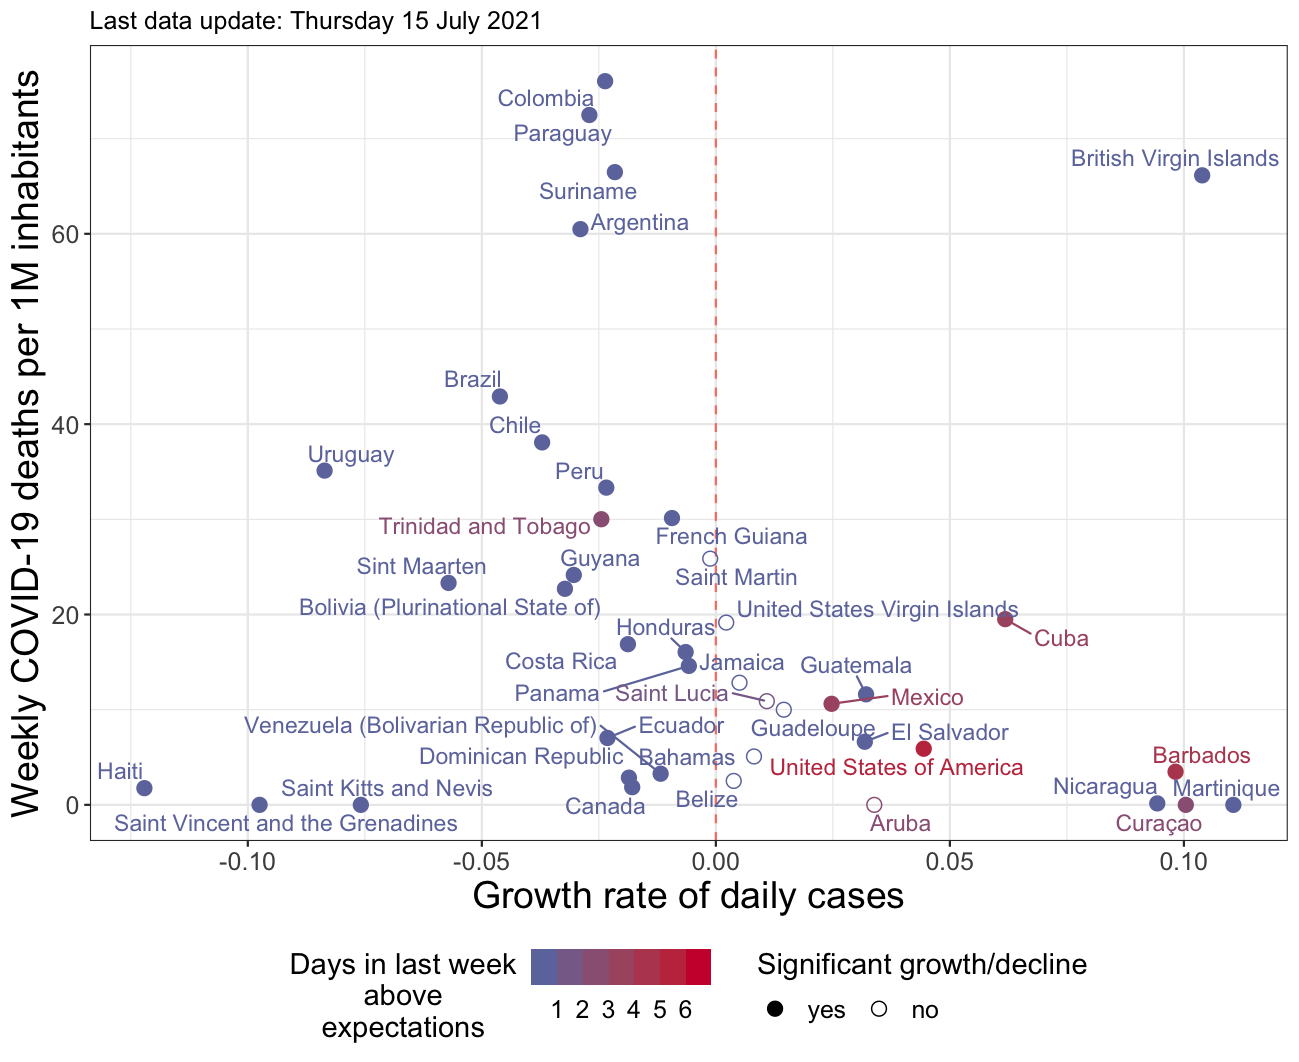 Last data update: Thursday 15 July 2021
Weekly COVID-19 deaths per 1M inhabitants
60
40
20
0
Colombia
Paraguay
British Virgin Islands
Suriname
Argentina
Brazil
Chile
Uruguay
Peru
Trinidad and Tobago
French Guiana
Guyana
Sint Maarten
Saint Martin
Bolivia (Plurinational State of)
United States Virgin Islands
Honduras
Cuba
Costa Rica
Jamaica
Guatemala
Panama
Saint Lucia
Mexico
Venezuela (Bolivarian Republic of)
Ecuador
Guadeloupe
El Salvador
Dominican Republic
Bahamas
Barbados
United States of America
Haiti
Saint Kitts and Nevis
Nicaragua
Martinique
Canada
Belize
Saint Vincent and the Grenadines
Aruba
Curaçao
-0.10
-0.05
0.00
0.05
0.10
Growth rate of daily cases
Days in last week
above
expectations
1 2 3 4 5 6
Significant growth/decline
yes
no